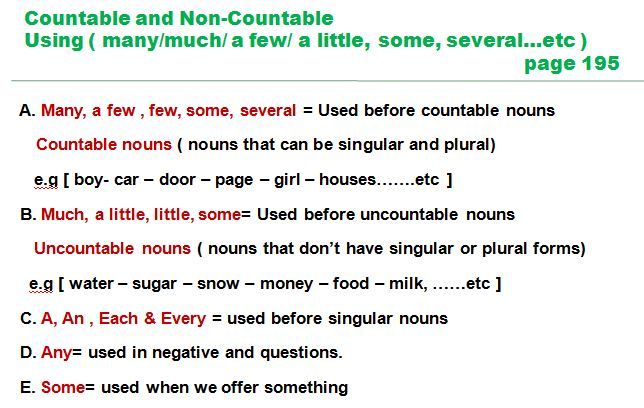 Countable and Non-Countable
Using ( many/much/ a few/ a little, some, several...etc )
page 195
A. Many, a few , few, some, several = Used before countable nouns
Countable nouns ( nouns that can be singular and plural)
e.g [ boy- car – door – page – girl – houses…….etc ]
B. Much, a little, little, some= Used before uncountable nouns
Uncountable nouns ( nouns that don’t have singular or plural forms)
e.g [ water – sugar – snow – money – food – milk, ……etc ]
C. A, An , Each & Every = used before singular nouns
D. Any= used in negative and questions.
E. Some= used when we offer something